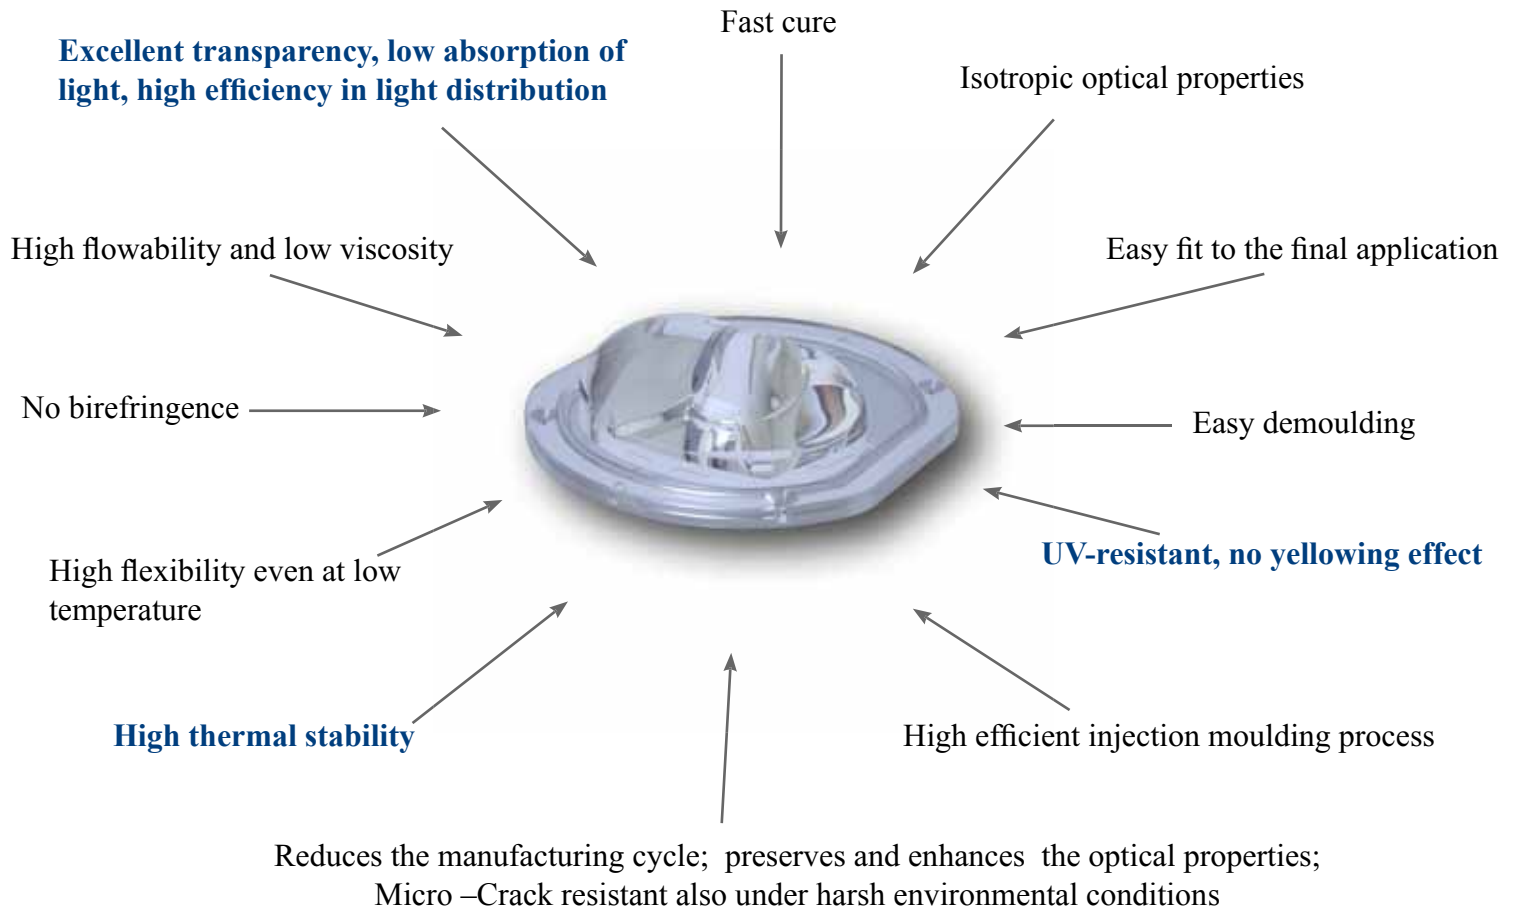 Fast cure
Excellent transparency, low absorption of
light, high efficiency in light distribution
Isotropic optical properties
High flowability and low viscosity
Easy fit to the final application
No birefringence
Easy demoulding
UV-resistant, no yellowing effect
High flexibility even at low
temperature
High thermal stability
High efficient injection moulding process
Reduces the manufacturing cycle;  preserves and enhances  the optical properties;
Micro –Crack resistant also under harsh environmental conditions